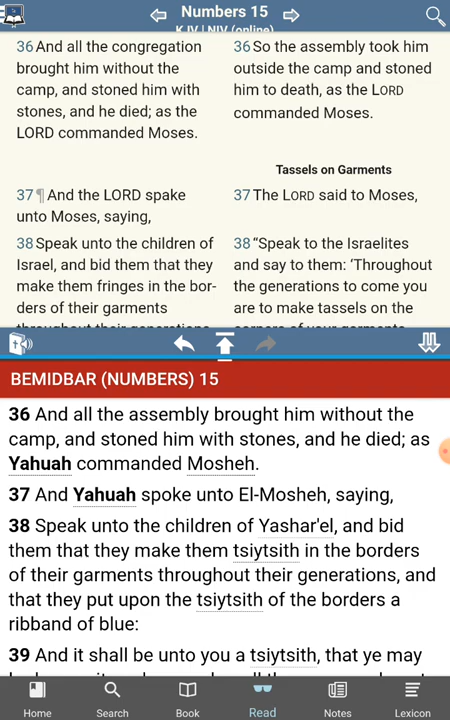 Numbers 15
KJV | NIV (online)
36 And all the congregation
brought him without the
camp, and stoned him with
stones, and he died; as the
LORD commanded Moses.
37 ¶ And the LORD spake
unto Moses, saying,
38 Speak unto the children of
Israel, and bid them that they
make them fringes in the bor-
ders of their garments
throughout their generations,
36 So the assembly took him
outside the camp and stoned
him to death, as the LORD
commanded Moses.
Tassels on Garments
37 The LORD said to Moses,
38 “Speak to the Israelites
and say to them: ‘Throughout
the generations to come you
are to make tassels on the
corners of your garments,
BEMIDBAR (NUMBERS) 15
36 And all the assembly brought him without the
camp, and stoned him with stones, and he died; as
Yahuah commanded Mosheh.
37 And Yahuah spoke unto El-Mosheh, saying,
38 Speak unto the children of Yashar'el, and bid
them that they make them tsiytsith in the borders
of their garments throughout their generations, and
that they put upon the tsiytsith of the borders a
ribband of blue:
39 And it shall be unto you a tsiytsith, that ye may
Home
Search
Book
Read
Notes
Lexicon